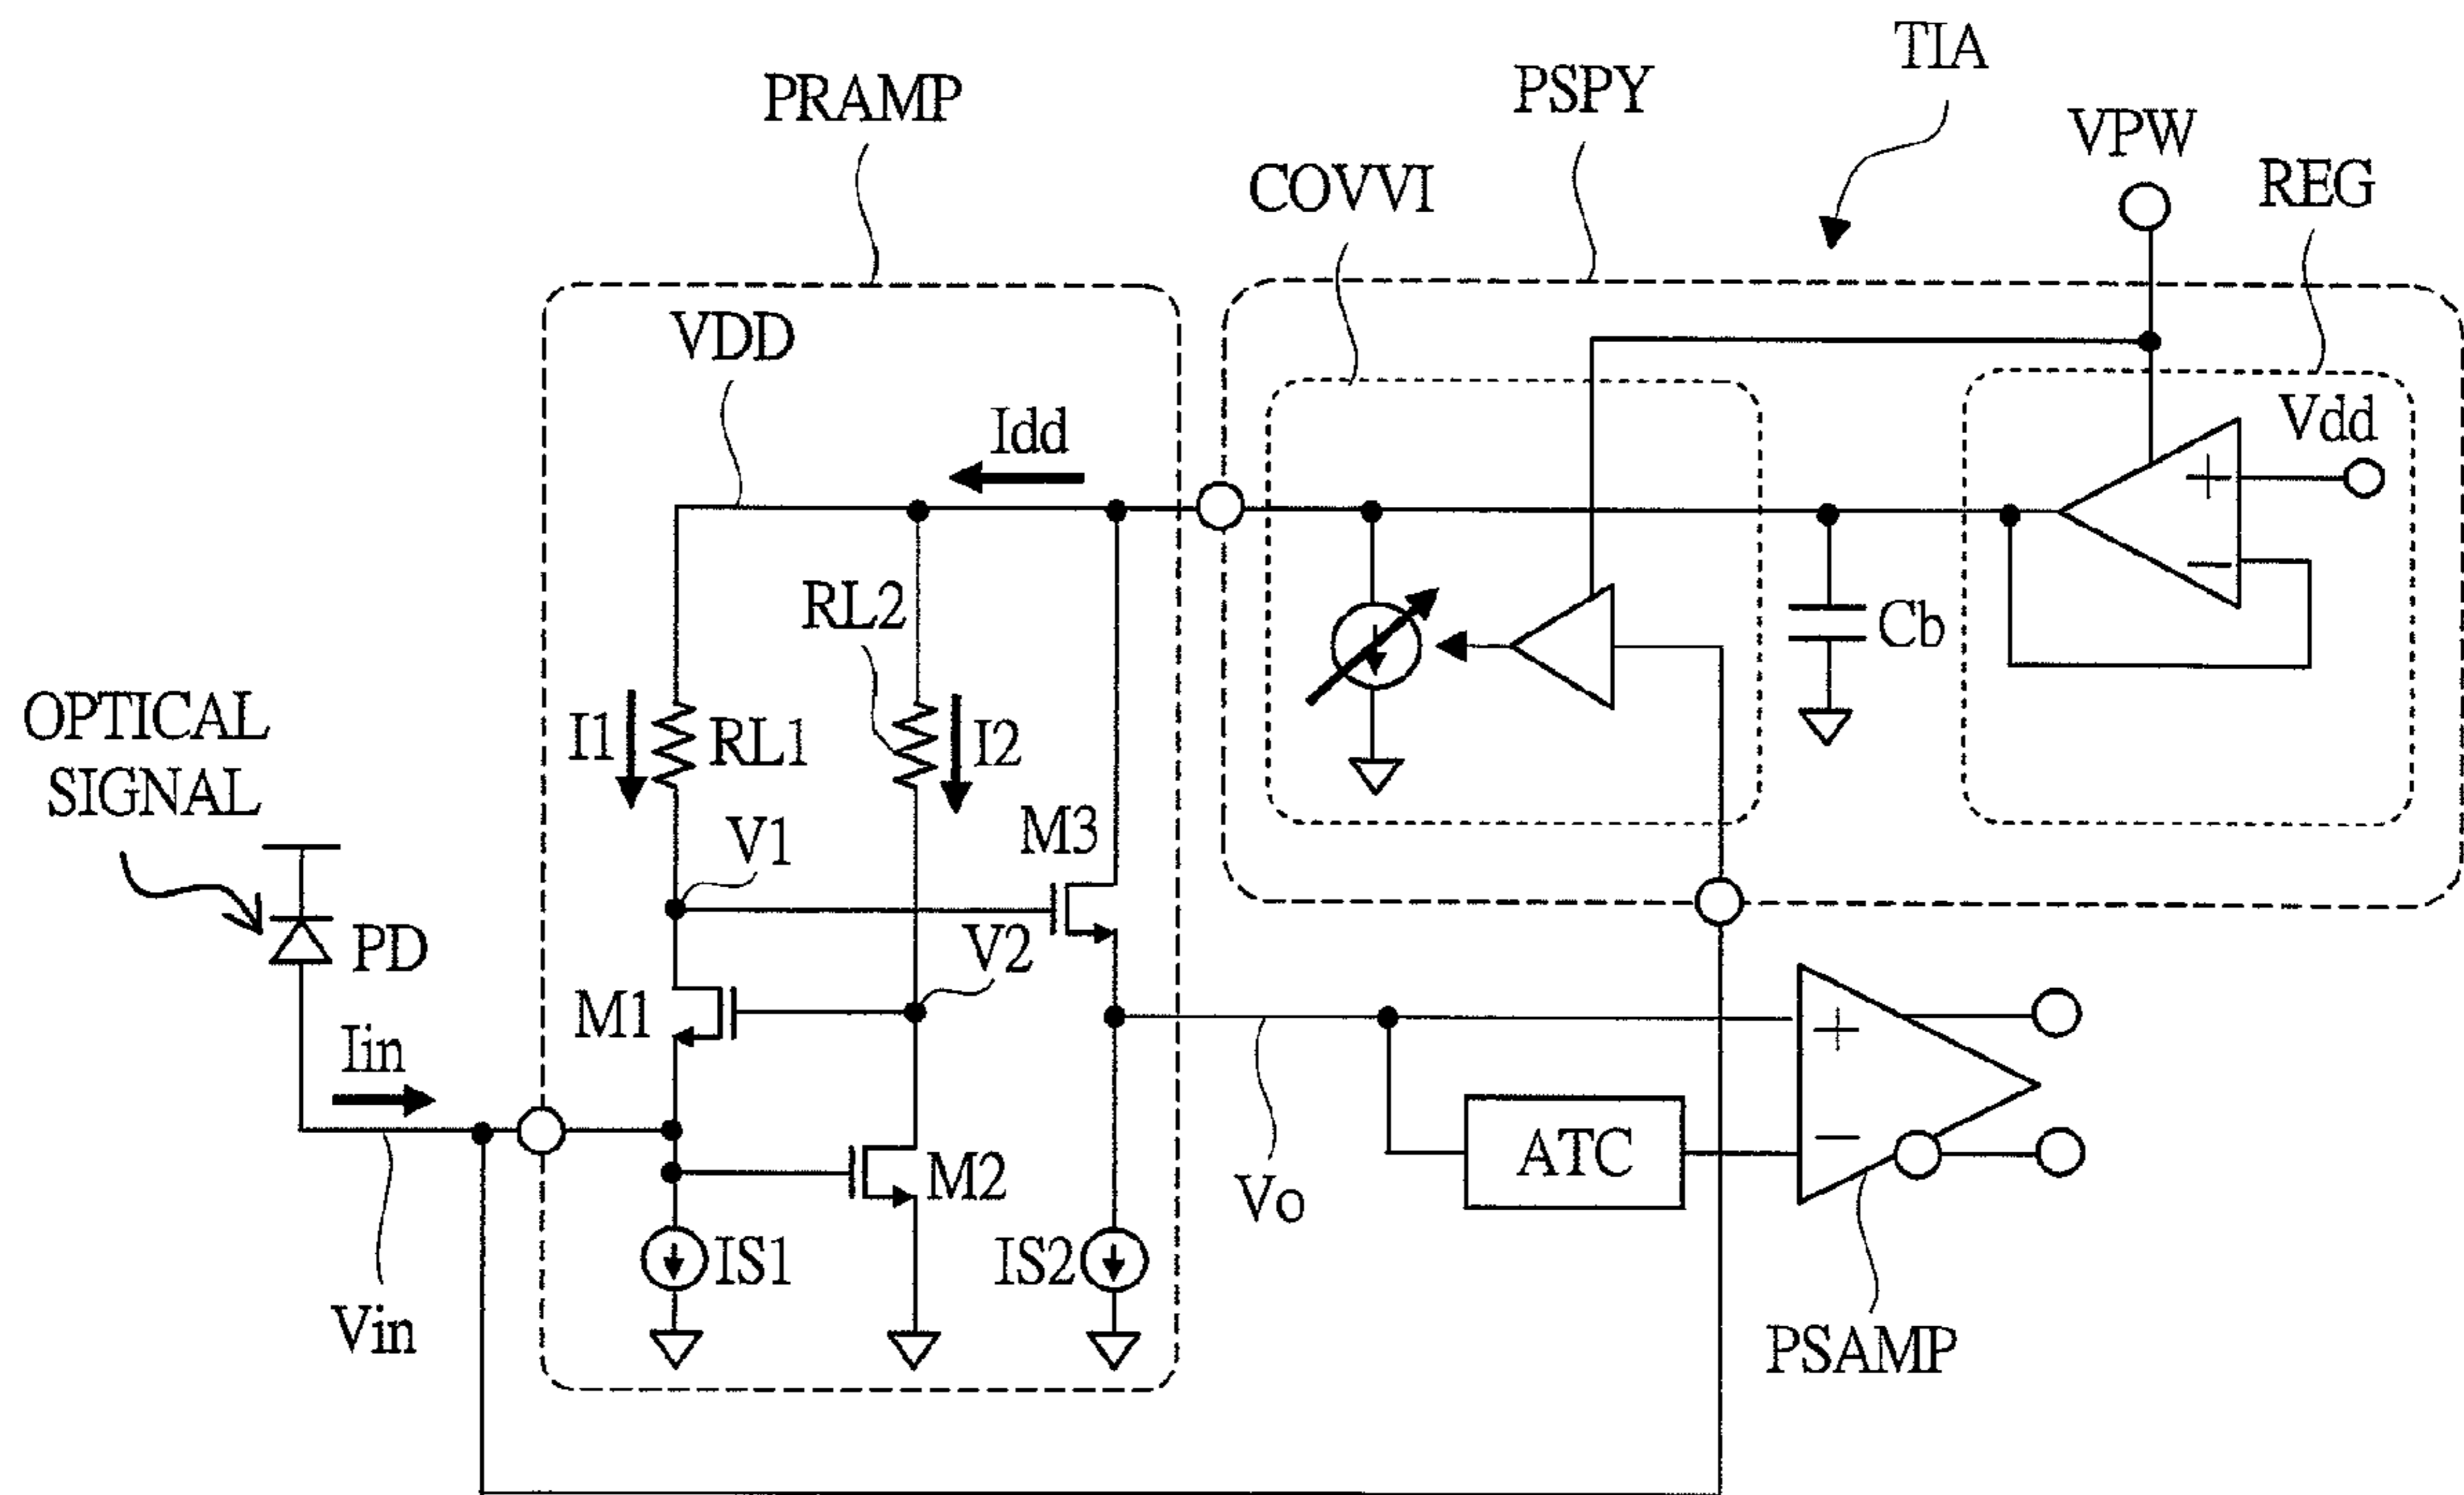 TIA
PRAMP
PSPY
VPW
COVVI
REG
VDD
Vdd
Idd
+
−
RL2
Cb
OPTICAL
SIGNAL
I1
RL1
I2
V1
M3
PD
V2
M1
Iin
+
−
M2
ATC
Vo
IS1
IS2
Vin
PSAMP